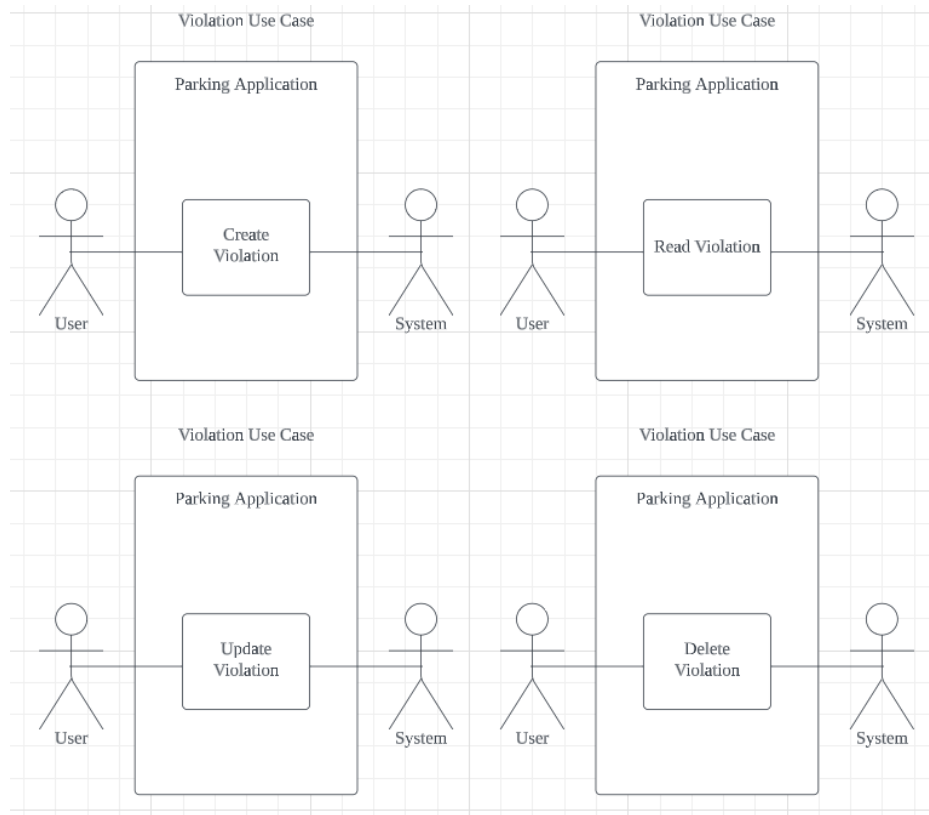 Violation Use Case
Parking Application
Create
Violation
User
System
Violation Use Case
Parking Application
Read Violation
User
System
Violation Use Case
Parking Application
Update
Violation
User
System
Violation Use Case
Parking Application
Delete
Violation
User
System